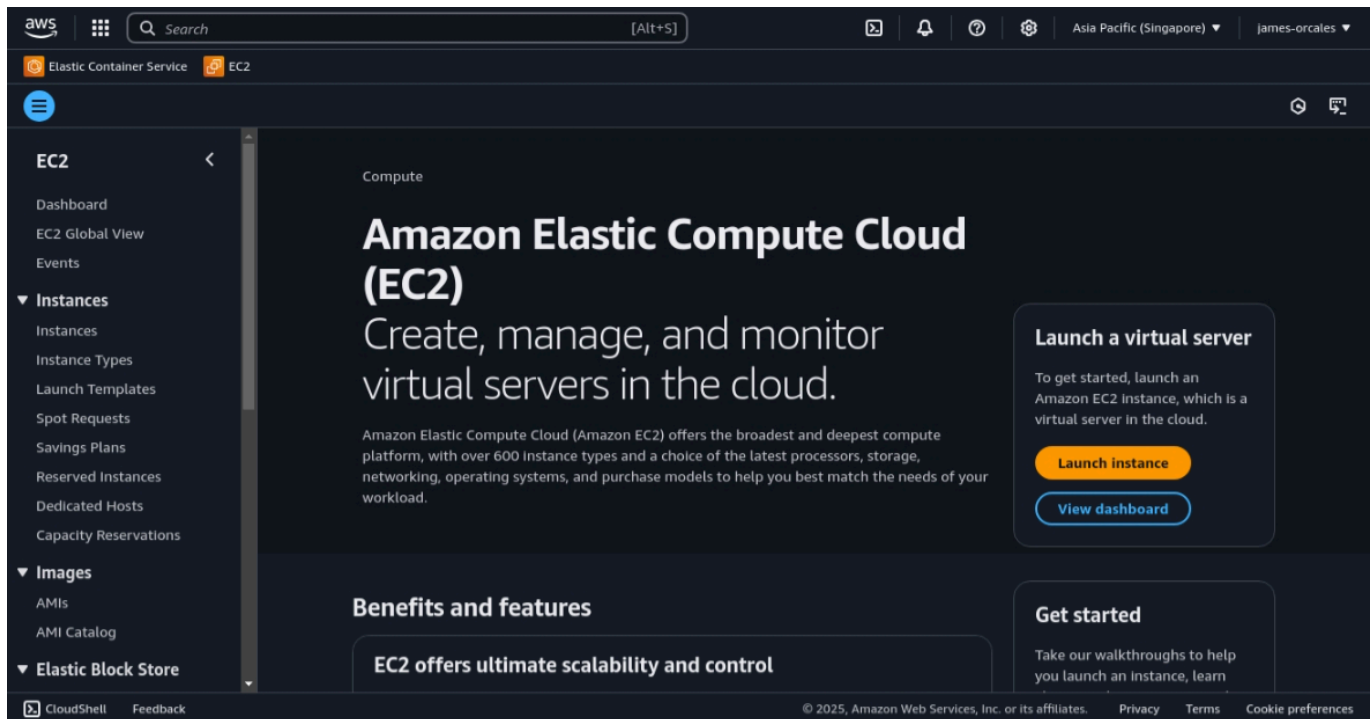 aws
Search
[Alt+S]
Asia Pacific (Singapore)
james-orcales
Elastic Container Service
EC2
EC2
Dashboard
EC2 Global View
Events
Instances
Instances
Instance Types
Launch Templates
Spot Requests
Savings Plans
Reserved Instances
Dedicated Hosts
Capacity Reservations
Images
AMIs
AMI Catalog
Elastic Block Store
Compute
Amazon Elastic Compute Cloud
(EC2)
Create, manage, and monitor
virtual servers in the cloud.
Amazon Elastic Compute Cloud (Amazon EC2) offers the broadest and deepest compute
platform, with over 600 instance types and a choice of the latest processors, storage,
networking, operating systems, and purchase models to help you best match the needs of your
workload.
Launch a virtual server
To get started, launch an
Amazon EC2 instance, which is a
virtual server in the cloud.
Launch instance
View dashboard
Benefits and features
EC2 offers ultimate scalability and control
Get started
Take our walkthroughs to help
you launch an instance, learn
CloudShell
Feedback
© 2025, Amazon Web Services, Inc. or its affiliates.
Privacy
Terms
Cookie preferences